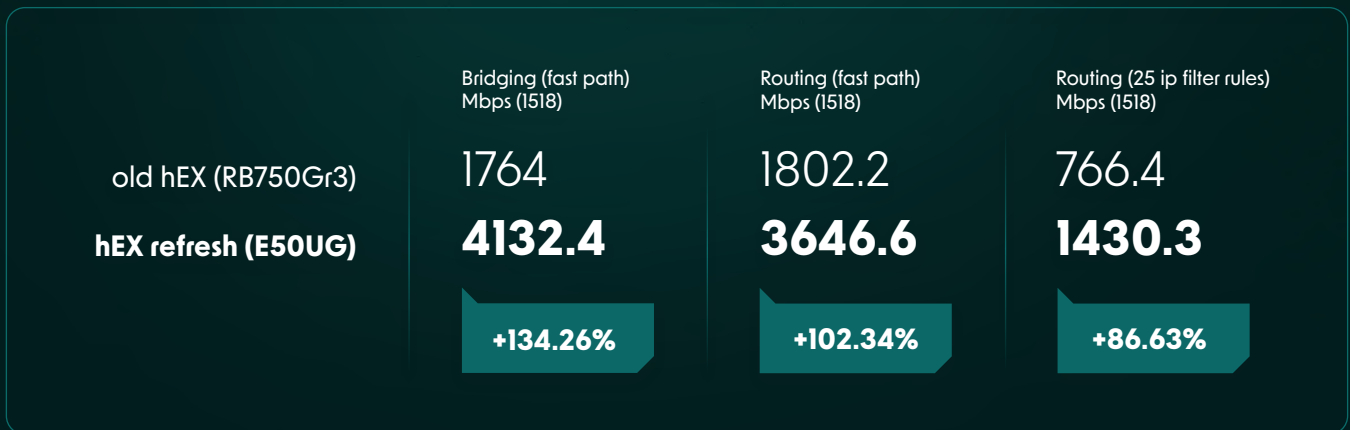 Bridging (fast path)
Mbps (1518)
Routing (fast path)
Mbps (1518)
Routing (25 ip filter rules)
Mbps (1518)
old hEX (RB750Gr3)
1764
1802.2
766.4
hEX refresh (E50UG)
4132.4
3646.6
1430.3
+134.26%
+102.34%
+86.63%